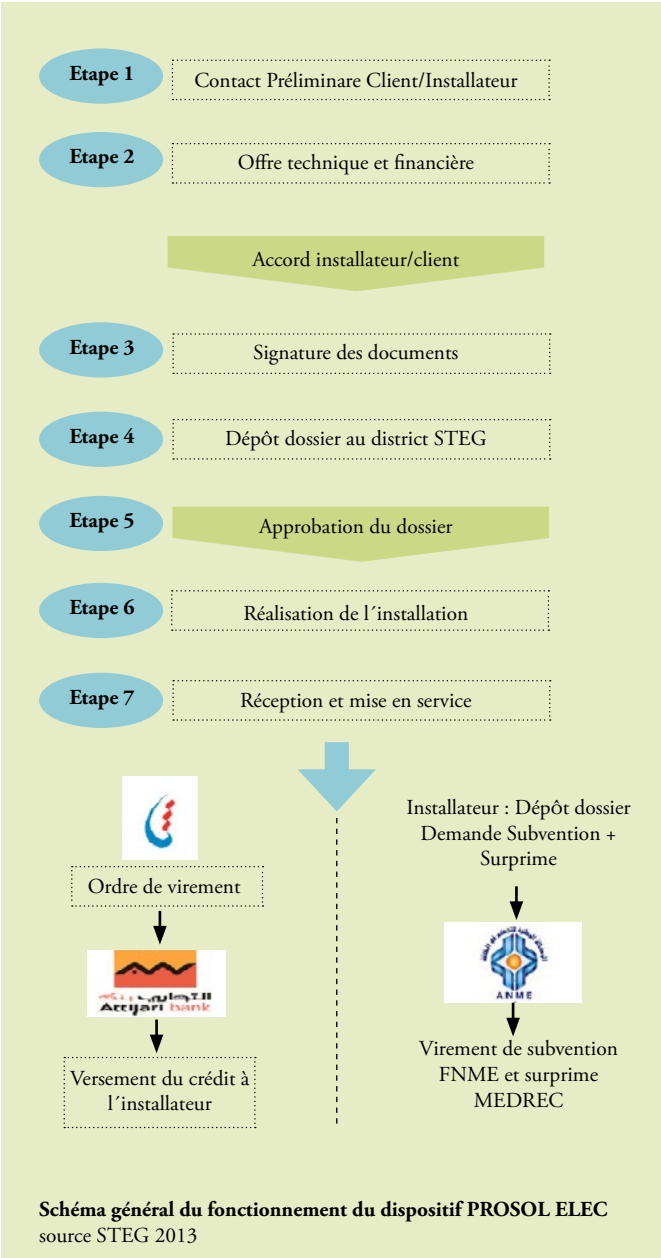 Etape 1
Contact Préliminare Client/Installateur
Etape 2
Offre technique et financière
Accord installateur/client
Etape 3
Signature des documents
Etape 4
Dépôt dossier au district STEG
Etape 5
Approbation du dossier
Etape 6
Réalisation de l´installation
Etape 7
Réception et mise en service
Ordre de virement
Attijari bank
Versement du crédit à
l´installateur
Installateur : Dépôt dossier
Demande Subvention +
Surprime
ANME
Virement de subvention
FNME et surprime
MEDREC
Schéma général du fonctionnement du dispositif PROSOL ELEC
source STEG 2013